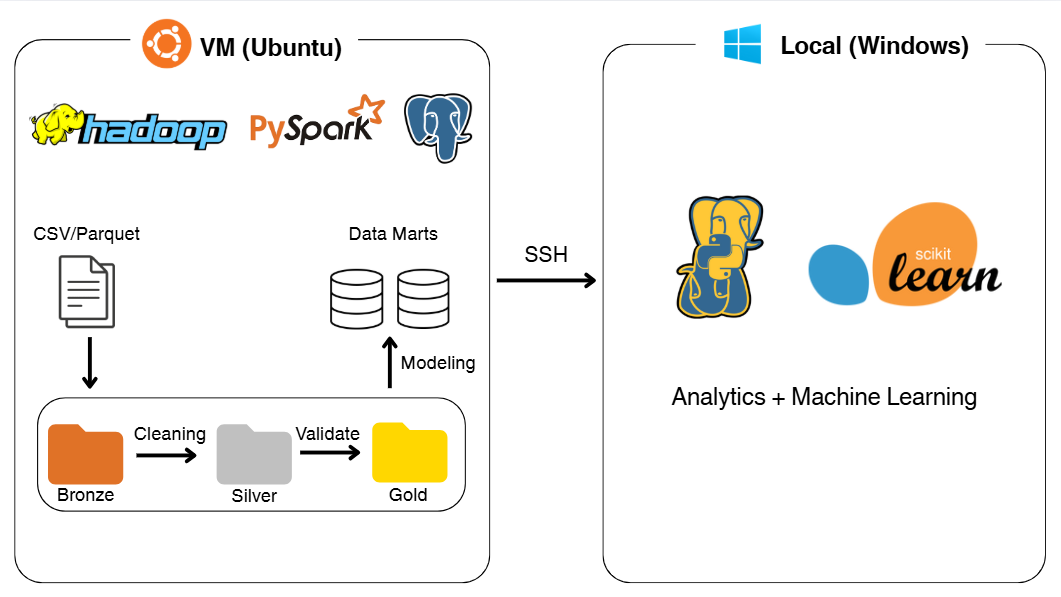 VM (Ubuntu)
Local (Windows)
hadoop
PySpark
CSV/Parquet
Data Marts
SSH
scikit
learn
Modeling
Analytics + Machine Learning
Cleaning
Validate
Bronze
Silver
Gold